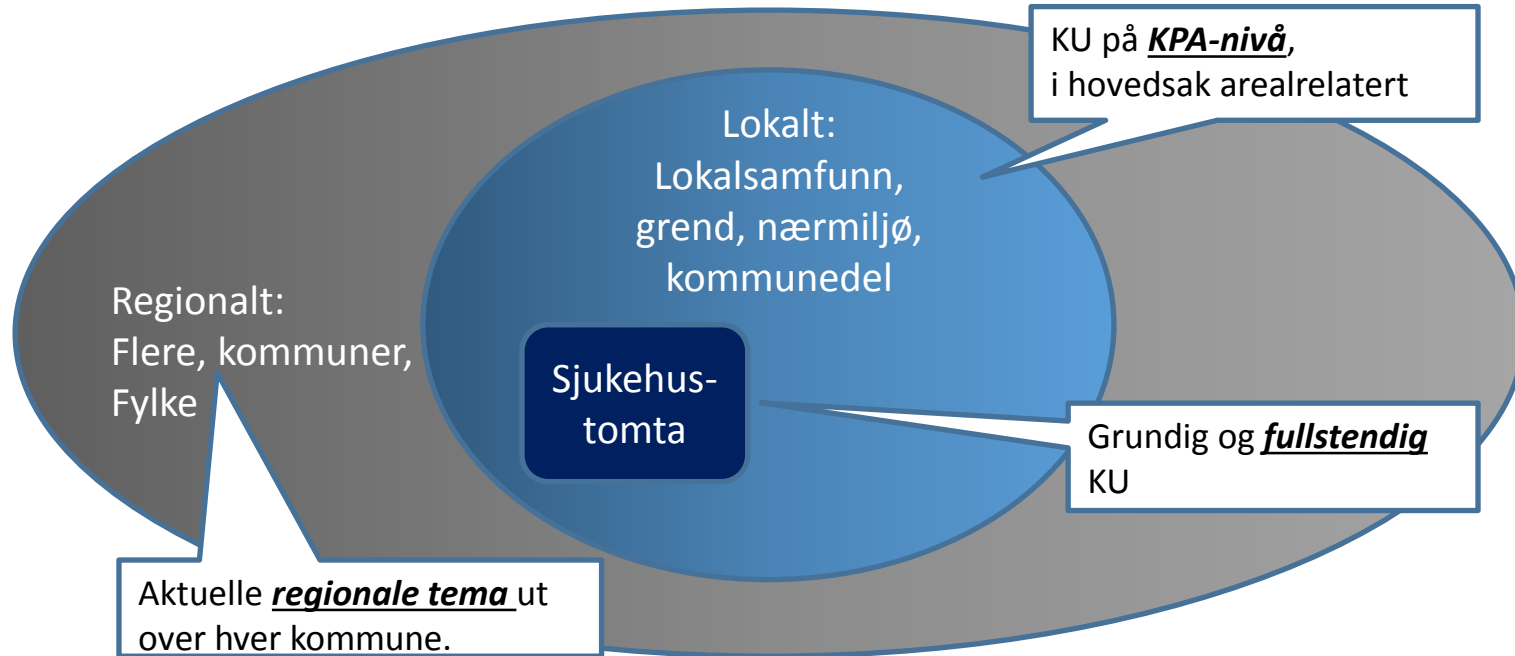 KU på KPA-nivå,
i hovedsak arealrelatert
Lokalt:
Lokalsamfunn,
grend, nærmiljø,
kommunedel
Regionalt:
Flere, kommuner,
Fylke
Sjukehus-
tomta
Grundig og fullstendig
KU
Aktuelle regionale tema ut
over hver kommune.